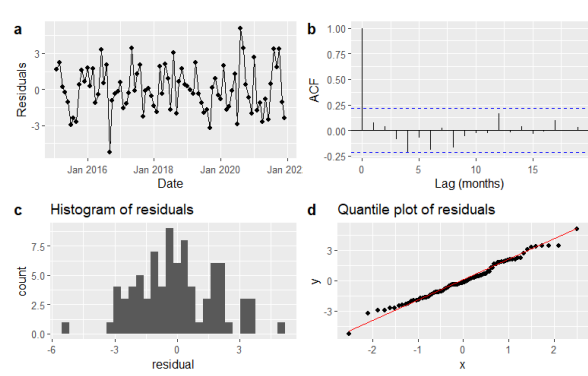 a
Residuals
3
0
-3
Jan 2016
Jan 2018
Jan 2020
Jan 202
Date
b
ACF
1.00
0.75
0.50
0.25
0.00
-0.25
0
5
10
15
Lag (months)
c Histogram of residuals
count
7.5
5.0
2.5
0.0
-6
-3
0
3
residual
d Quantile plot of residuals
y
3
0
-3
-2
-1
0
1
2
x